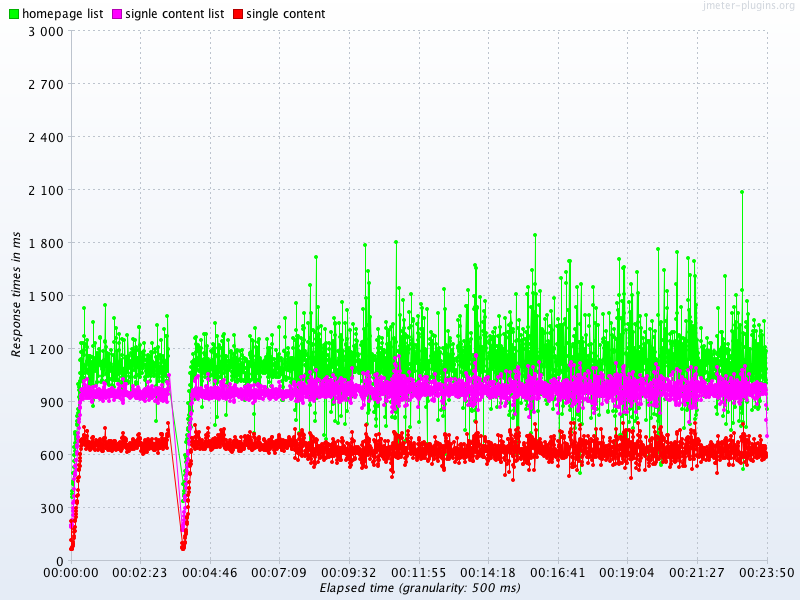 jmeter-plugins.org
homepage list signle content list single content
3 000
2 700
2 400
2 100
1 800
1 500
1 200
900
600
300
0
Response times in ms
00:00:00 00:02:23 00:04:46 00:07:09 00:09:32 00:11:55 00:14:18 00:16:41 00:19:04 00:21:27 00:23:50
Elapsed time (granularity: 500 ms)